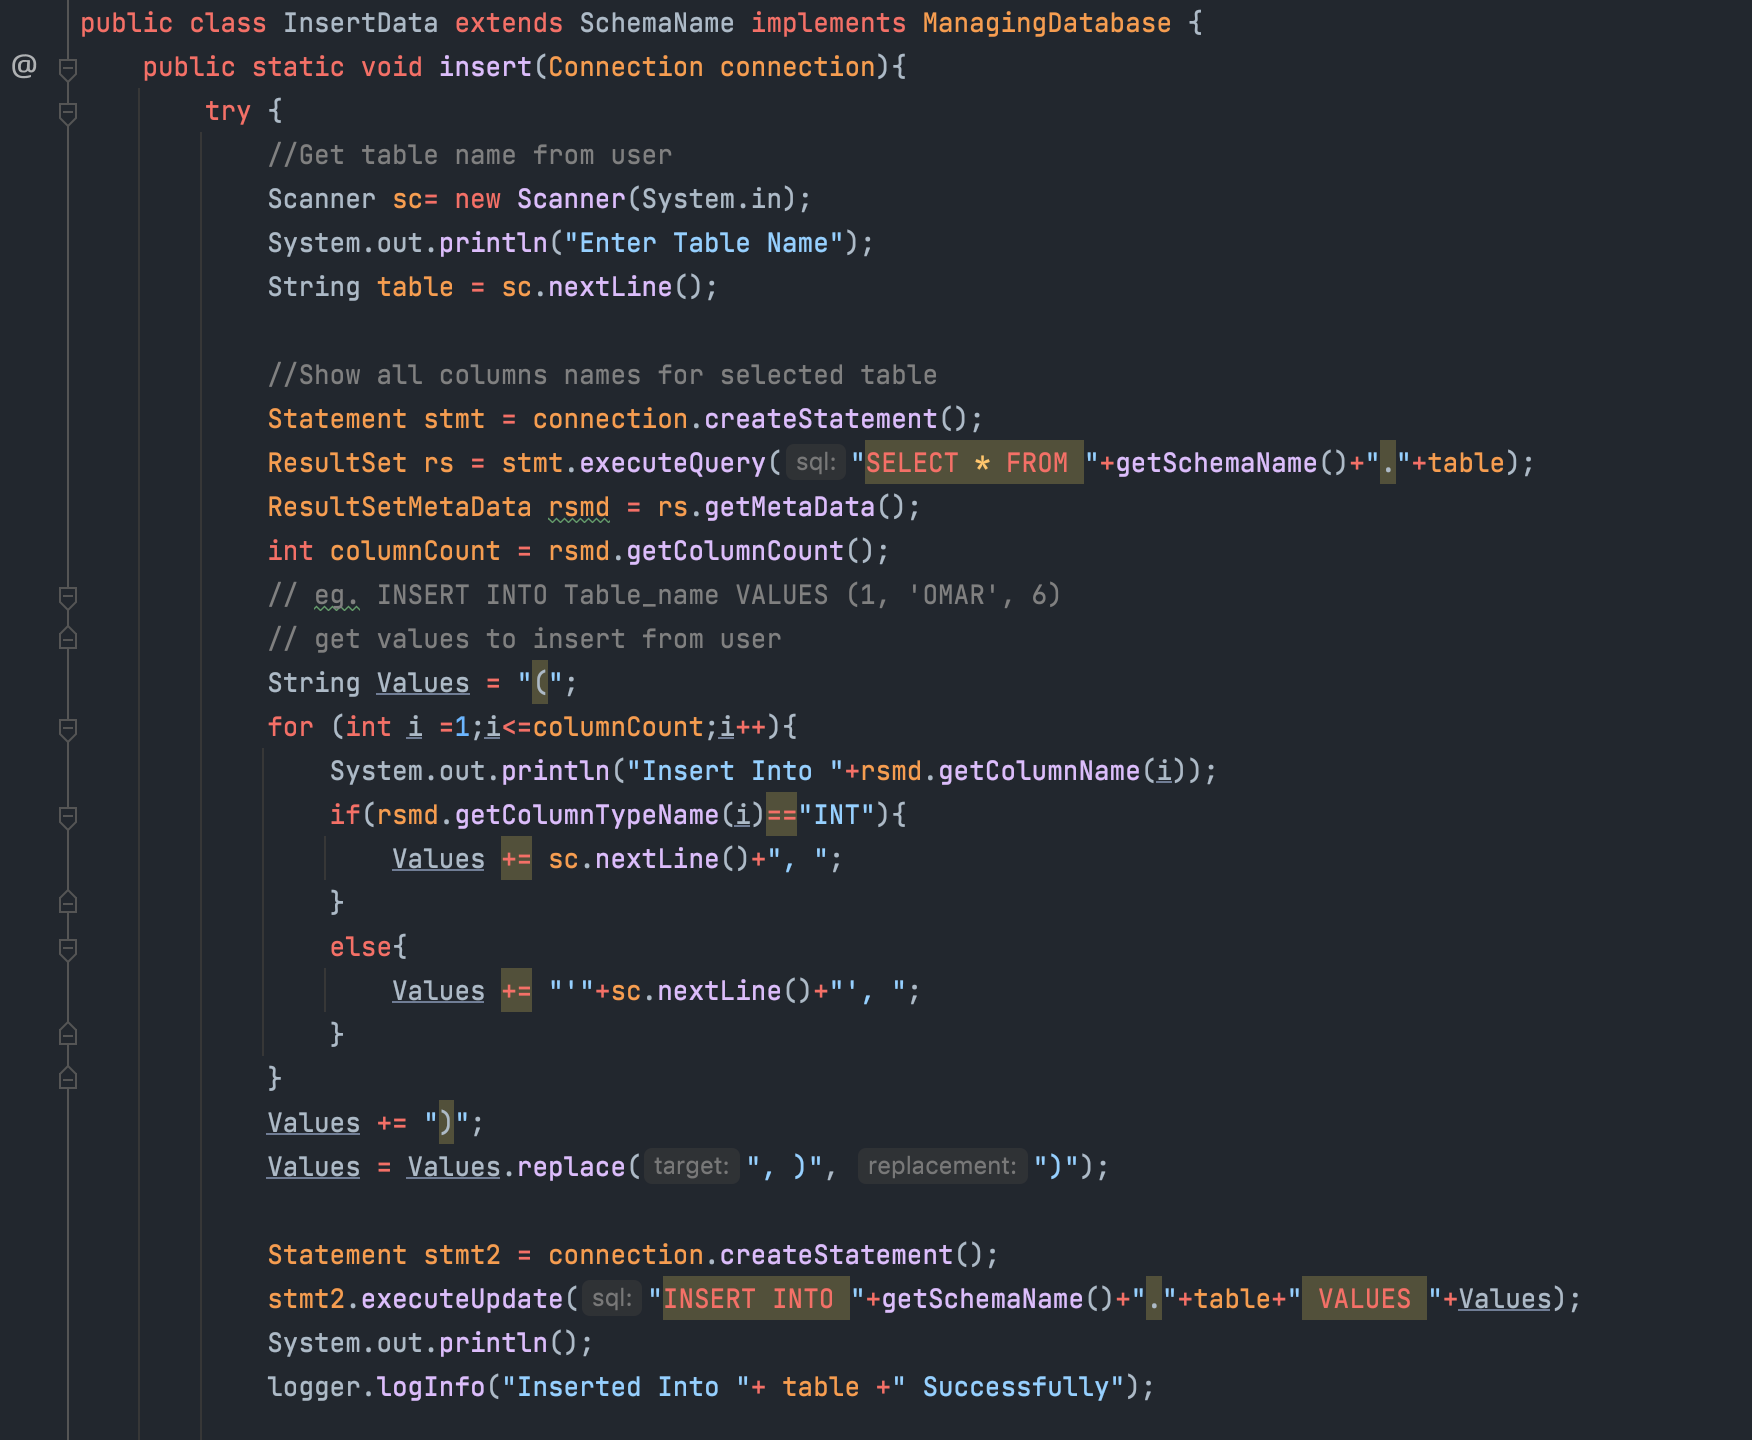 public class InsertData extends SchemaName implements ManagingDatabase {
@ public static void insert(Connection connection){
try {
//Get table name from user
Scanner sc= new Scanner(System.in);
System.out.println("Enter Table Name");
String table = sc.nextLine();
//Show all columns names for selected table
Statement stmt = connection.createStatement();
ResultSet rs = stmt.executeQuery( sql: "SELECT * FROM "+getSchemaName()+"."+table);
ResultSetMetaData rsmd = rs.getMetaData();
int columnCount = rsmd.getColumnCount();
// eg. INSERT INTO Table_name VALUES (1, 'OMAR', 6)
// get values to insert from user
String Values = "(";
for (int i =1;i<=columnCount;i++){
System.out.println("Insert Into "+rsmd.getColumnName(i));
if(rsmd.getColumnTypeName(i)=="INT"){
Values += sc.nextLine()+", ";
}
else{
Values += "'"+sc.nextLine()+"', ";
}
}
Values += ")";
Values = Values.replace( target: ", )", replacement: ")");
Statement stmt2 = connection.createStatement();
stmt2.executeUpdate( sql: "INSERT INTO "+getSchemaName()+"."+table+" VALUES "+Values);
System.out.println();
logger.logInfo("Inserted Into "+ table +" Successfully");